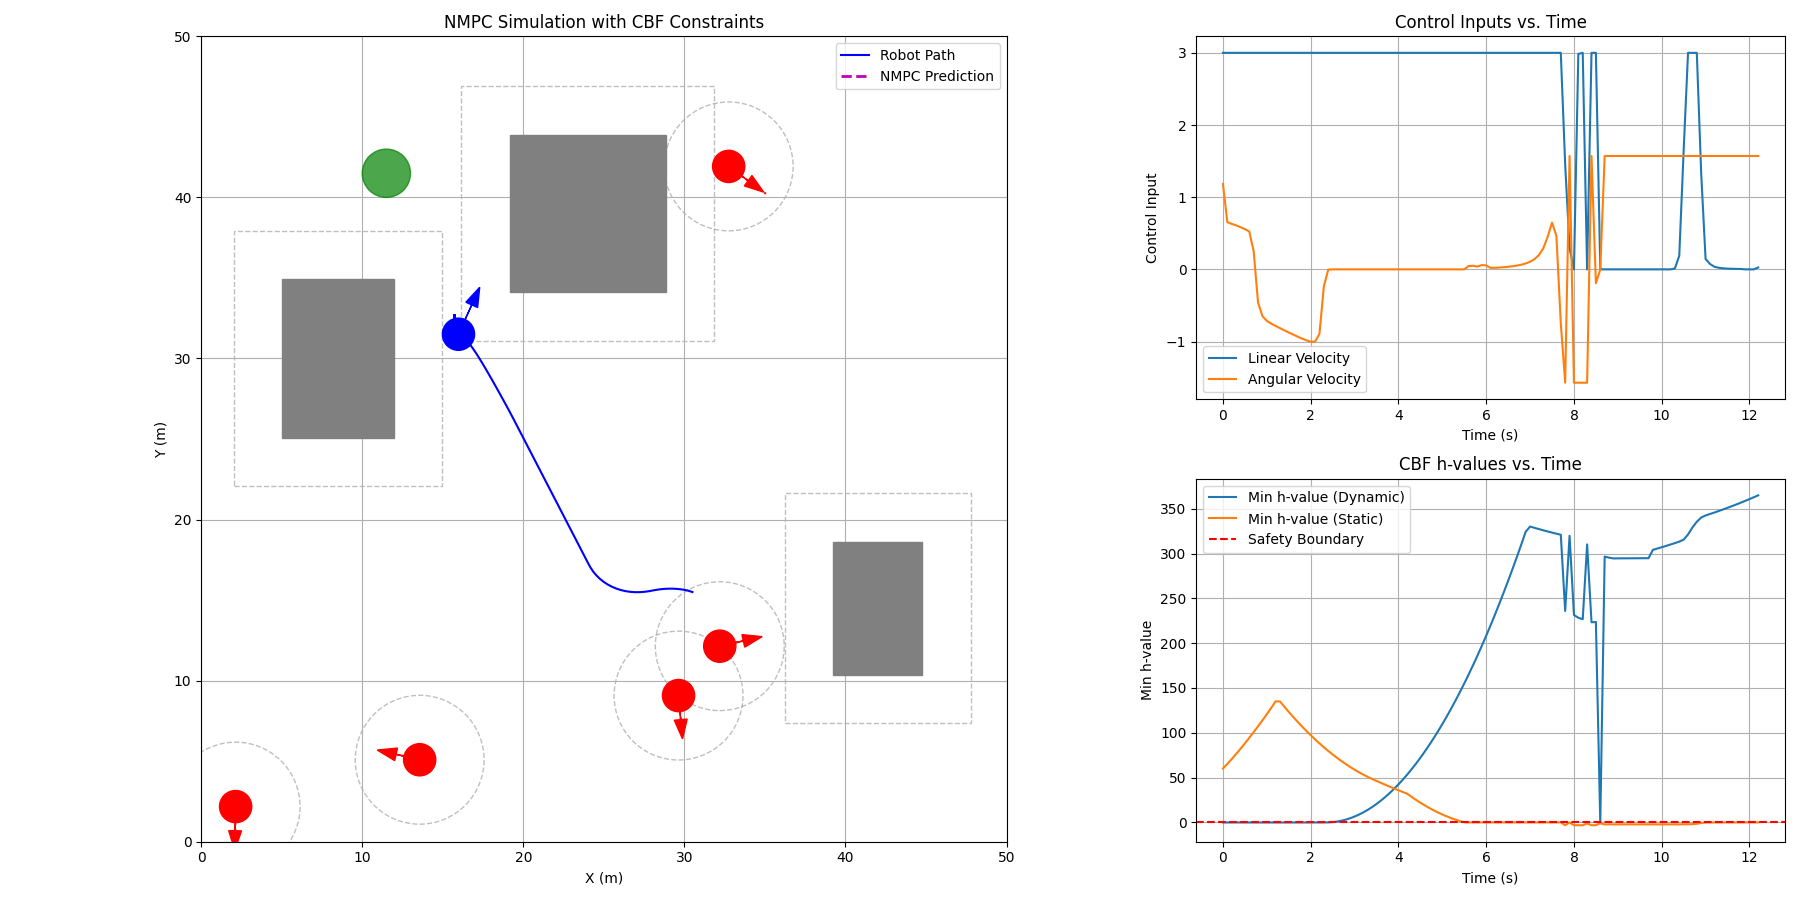 NMPC Simulation with CBF Constraints
Robot Path
NMPC Prediction
50
40
30
20
10
0
Y (m)
0 10 20 30 40 50
X (m)
Control Inputs vs. Time
3
2
1
0
−1
Control Input
Linear Velocity
Angular Velocity
0 2 4 6 8 10 12
Time (s)
CBF h-values vs. Time
Min h-value (Dynamic)
Min h-value (Static)
Safety Boundary
350
300
250
200
150
100
50
0
Min h-value
0 2 4 6 8 10 12
Time (s)